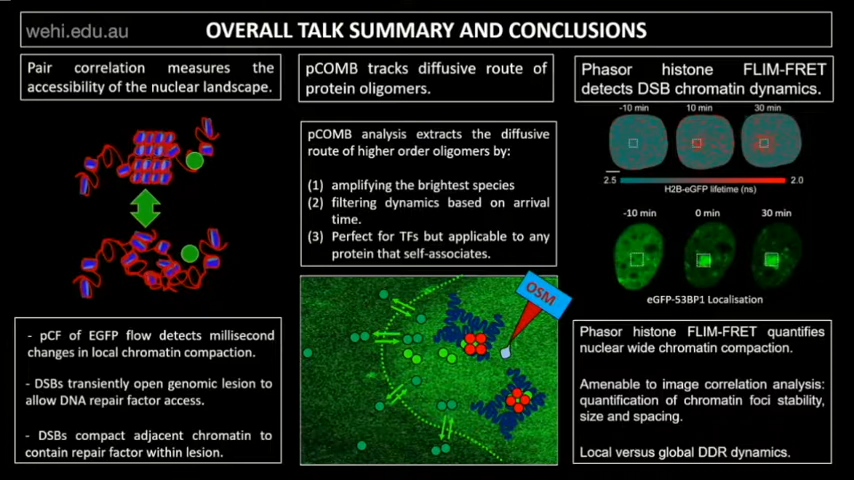 wehi.edu.au
OVERALL TALK SUMMARY AND CONCLUSIONS
Pair correlation measures the
accessibility of the nuclear landscape.
- pCF of EGFP flow detects millisecond
changes in local chromatin compaction.
- DSBs transiently open genomic lesion to
allow DNA repair factor access.
- DSBs compact adjacent chromatin to
contain repair factor within lesion.
pCOMB tracks diffusive route of
protein oligomers.
pCOMB analysis extracts the diffusive
route of higher order oligomers by:
(1) amplifying the brightest species
(2) filtering dynamics based on arrival
time.
(3) Perfect for TFs but applicable to any
protein that self-associates.
OSM
Phasor histone FLIM-FRET
detects DSB chromatin dynamics.
-10 min 10 min 30 min
2.5 2.0
H2B-eGFP lifetime (ns)
-10 min 0 min 30 min
eGFP-53BP1 Localisation
Phasor histone FLIM-FRET quantifies
nuclear wide chromatin compaction.
Amenable to image correlation analysis:
quantification of chromatin foci stability,
size and spacing.
Local versus global DDR dynamics.